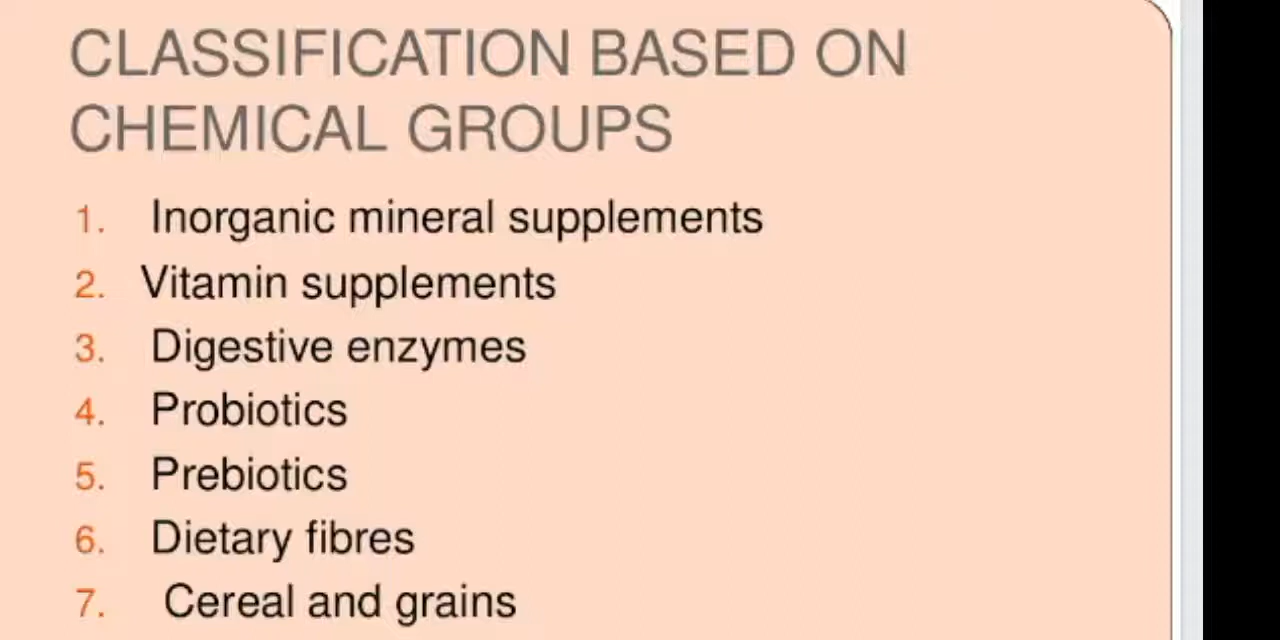 CLASSIFICATION BASED ON
CHEMICAL GROUPS
1. Inorganic mineral supplements
2. Vitamin supplements
3. Digestive enzymes
4. Probiotics
5. Prebiotics
6. Dietary fibres
7. Cereal and grains